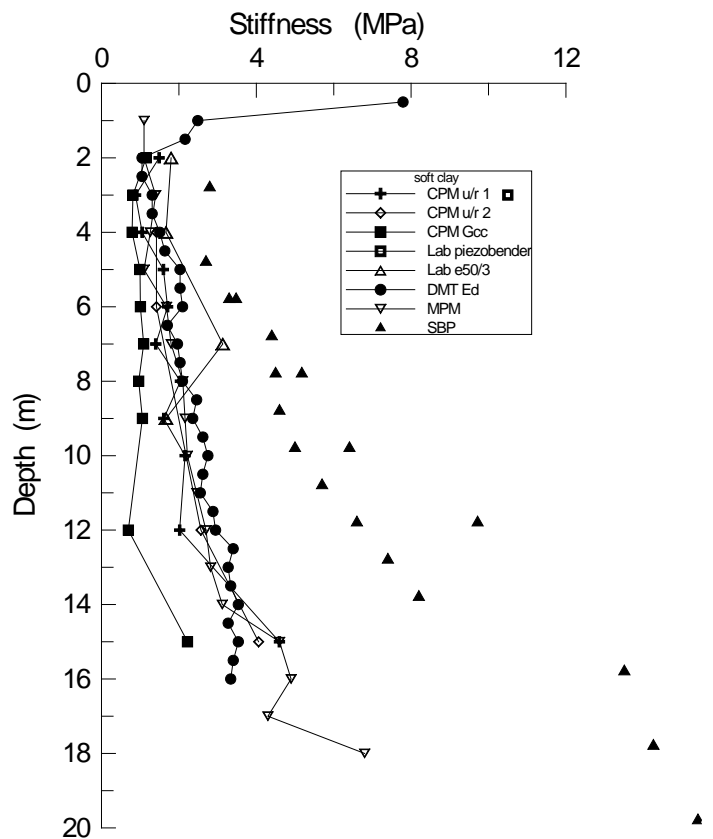 Stiffness (MPa)
0 4 8 12
0
2
4
6
8
10
12
14
16
18
20
Depth (m)
soft clay
CPM u/r 1
CPM u/r 2
CPM Gcc
Lab piezobender
Lab e50/3
DMT Ed
MPM
SBP